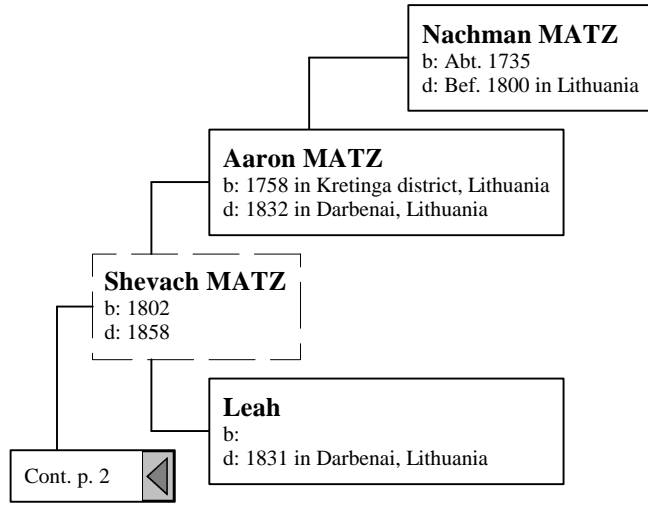 Nachman MATZ
b: Abt. 1735
d: Bef. 1800 in Lithuania
Aaron MATZ
b: 1758 in Kretinga district, Lithuania
d: 1832 in Darbenai, Lithuania
Shevach MATZ
b: 1802
d: 1858
Leah
b:
d: 1831 in Darbenai, Lithuania
Cont. p. 2